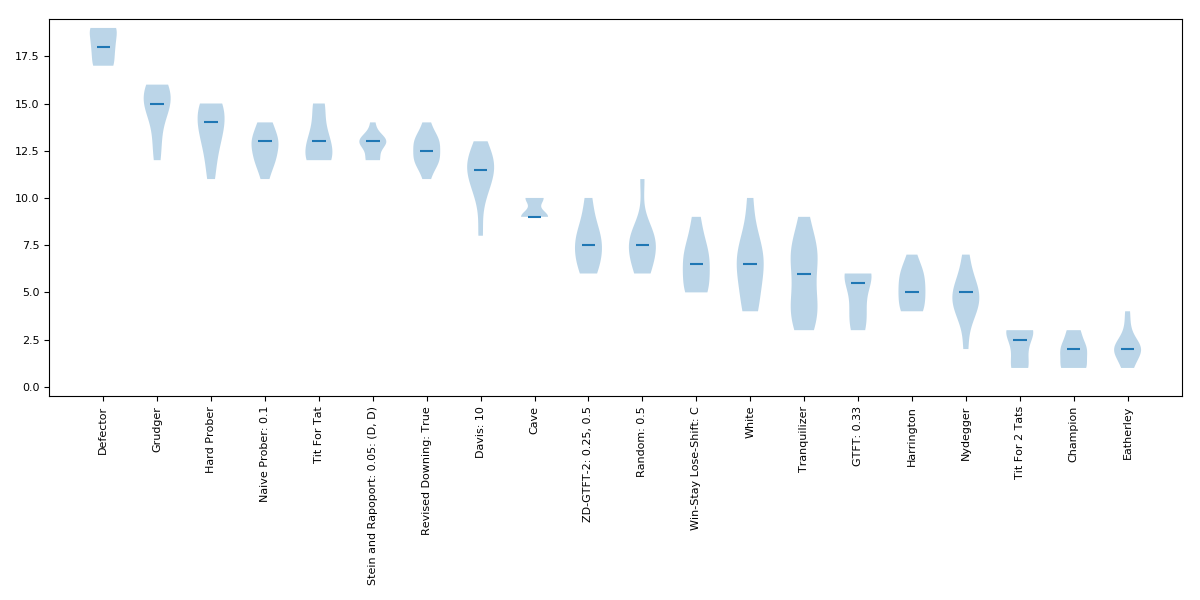 17.5
15.0
12.5
10.0
7.5
5.0
2.5
0.0
Defector
Grudger
Hard Prober
Naive Prober: 0.1
Tit For Tat
Stein and Rapoport: 0.05: (D, D)
Revised Downing: True
Davis: 10
Cave
ZD-GTFT-2: 0.25, 0.5
Random: 0.5
Win-Stay Lose-Shift: C
White
Tranquilizer
GTFT: 0.33
Harrington
Nydegger
Tit For 2 Tats
Champion
Eatherley